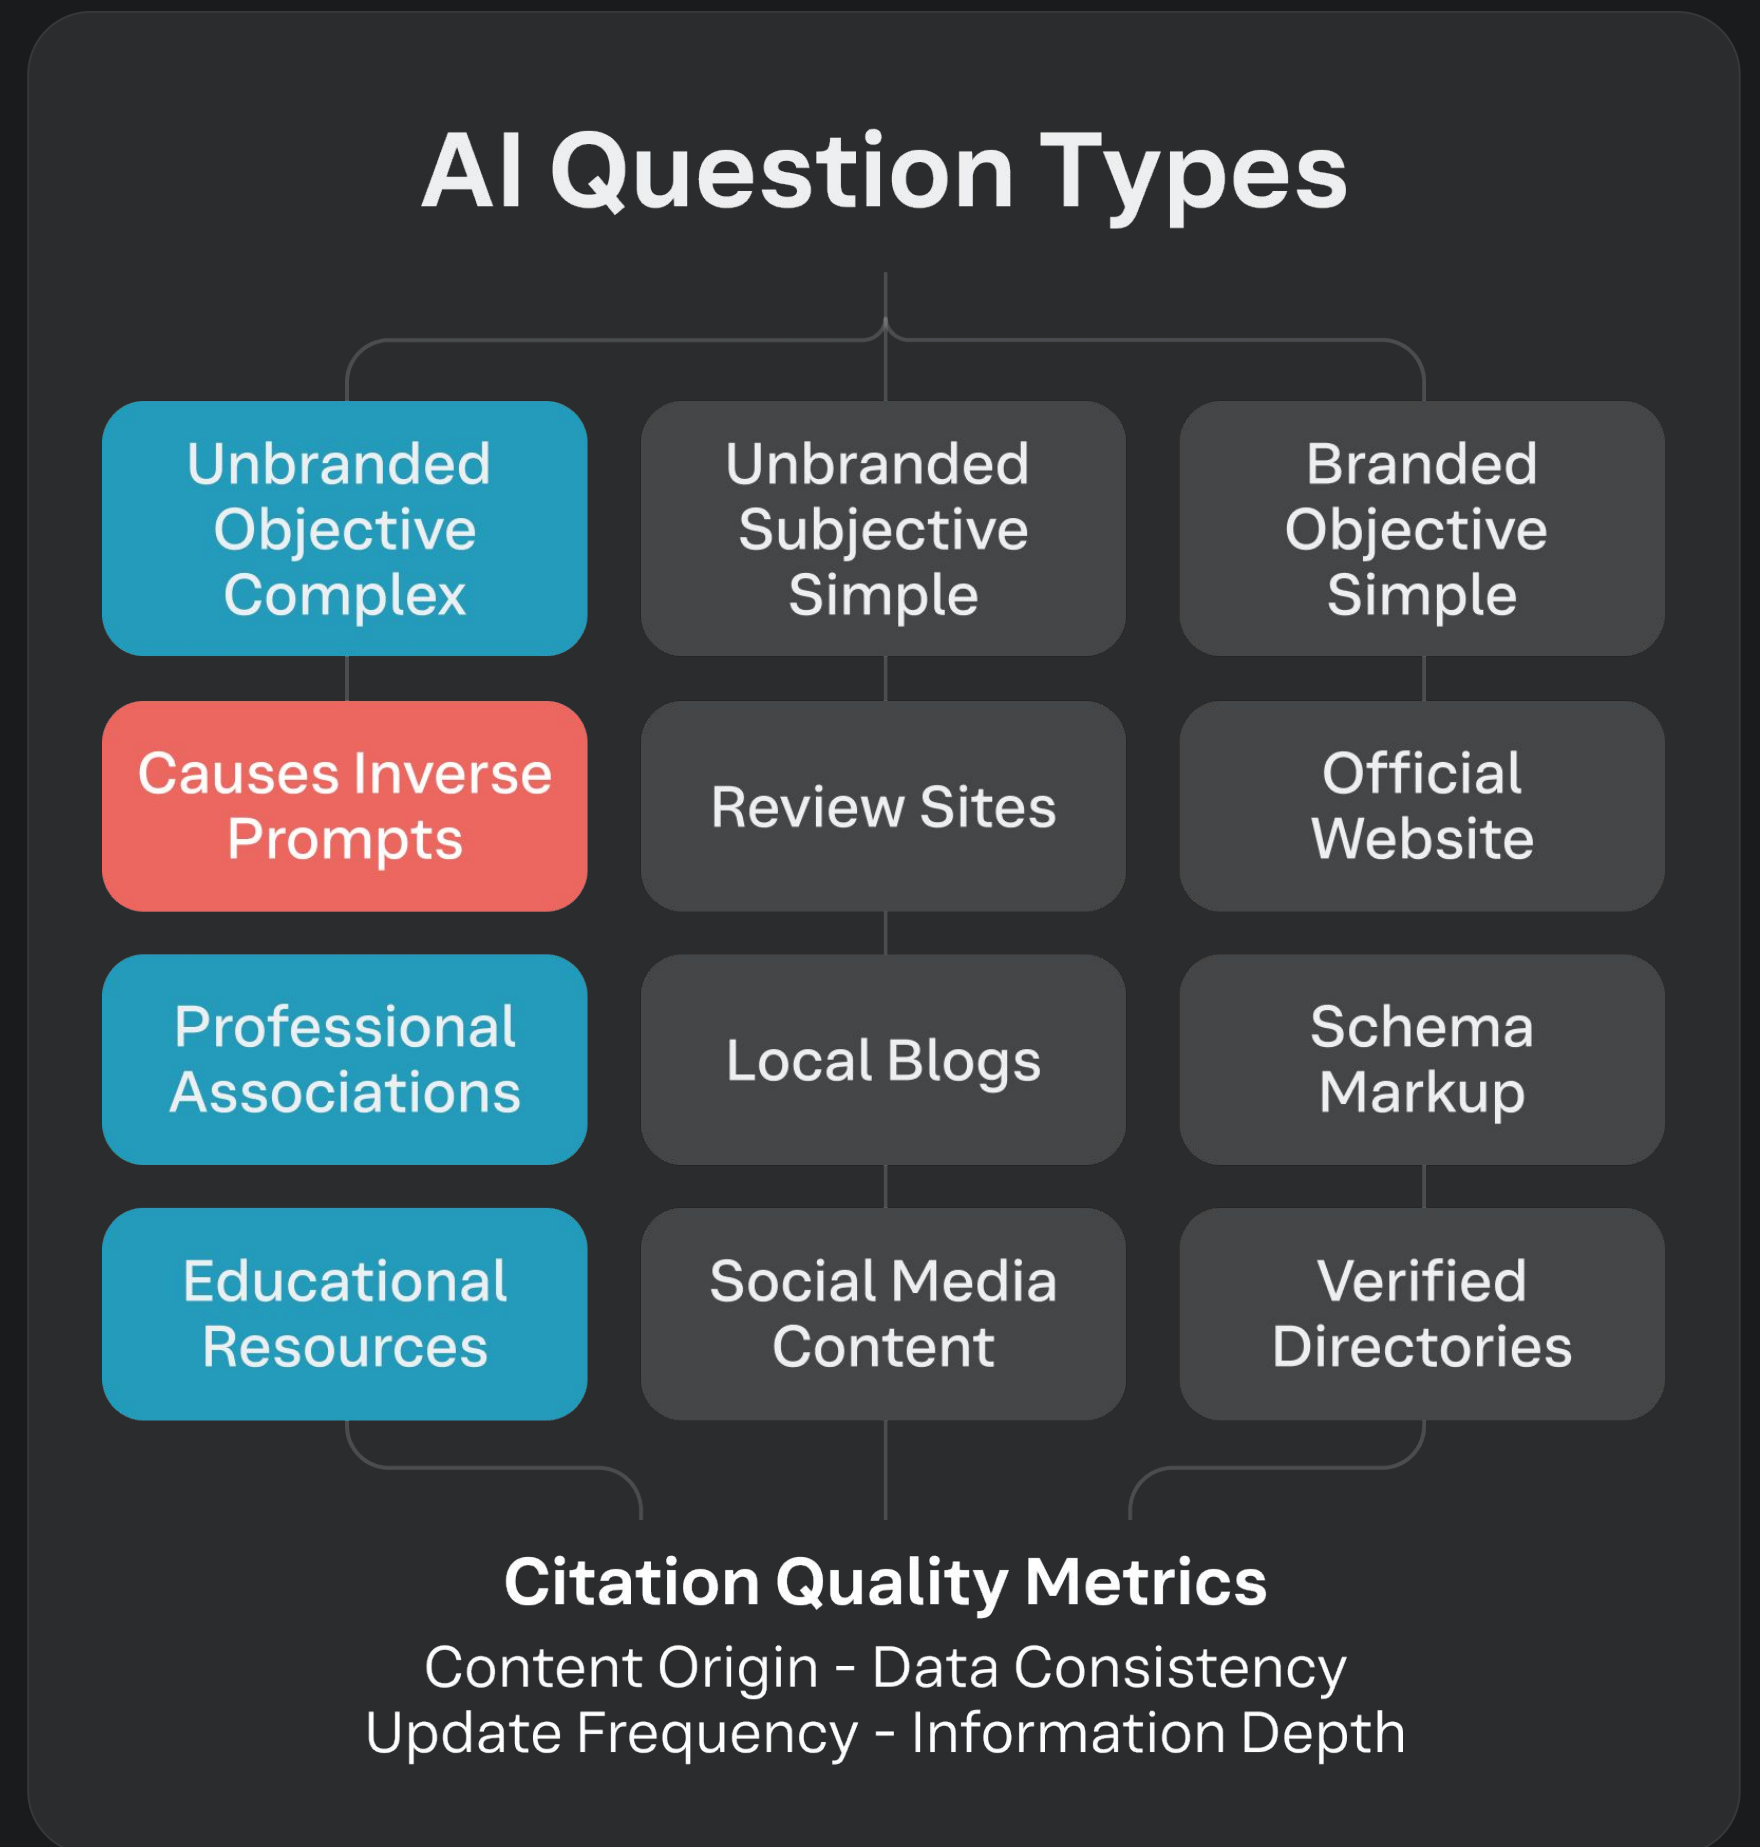 AI Question Types
Unbranded
Objective
Complex
Unbranded
Subjective
Simple
Branded
Objective
Simple
Causes Inverse
Prompts
Review Sites
Official
Website
Professional
Associations
Local Blogs
Schema
Markup
Educational
Resources
Social Media
Content
Verified
Directories
Citation Quality Metrics
Content Origin - Data Consistency
Update Frequency - Information Depth